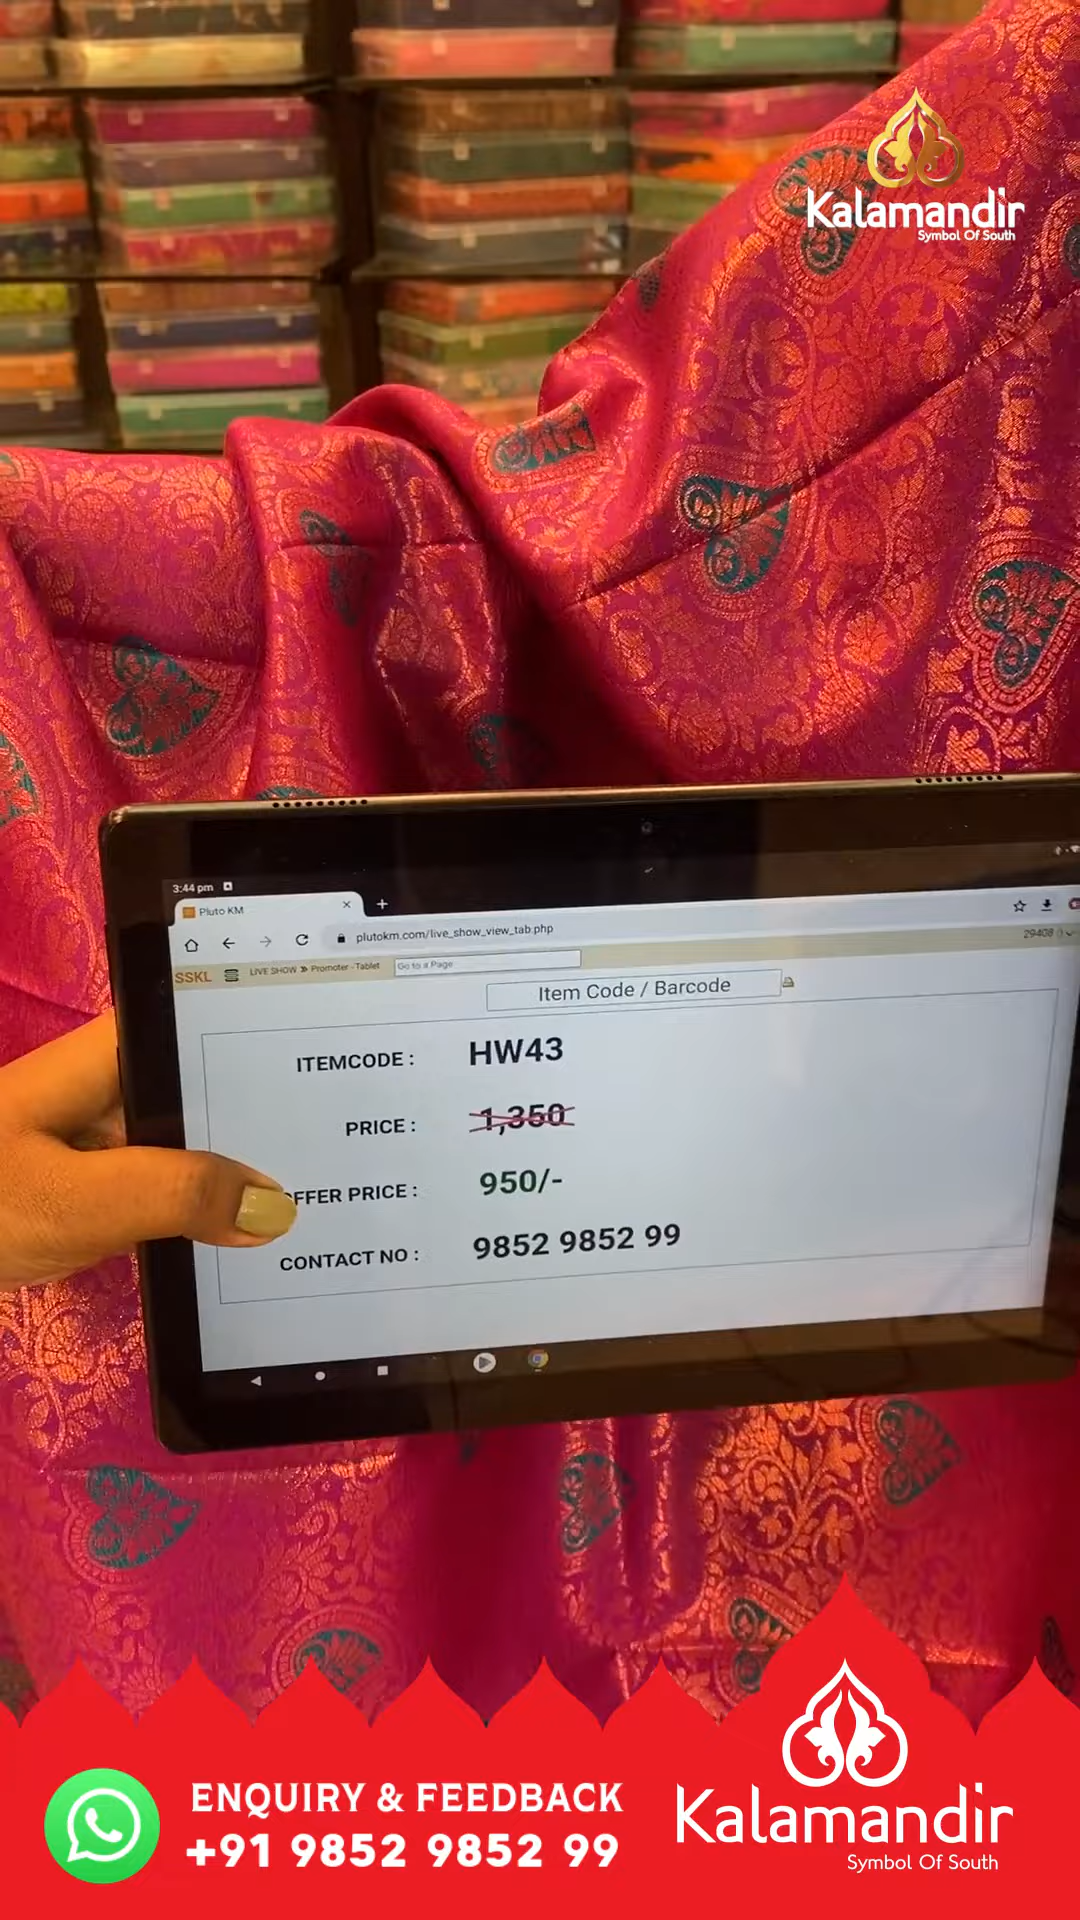 Kalamandir
Symbol Of South
3:44 pm
Pluto KM
plutokm.com/live_show_view_tab.php
29408
SSKL
LIVE SHOW » Promoter - Tablet
Go to a Page
Item Code / Barcode
ITEMCODE : HW43
PRICE : 1,350
OFFER PRICE : 950/-
CONTACT NO : 9852 9852 99
ENQUIRY & FEEDBACK
+91 9852 9852 99
Kalamandir
Symbol Of South